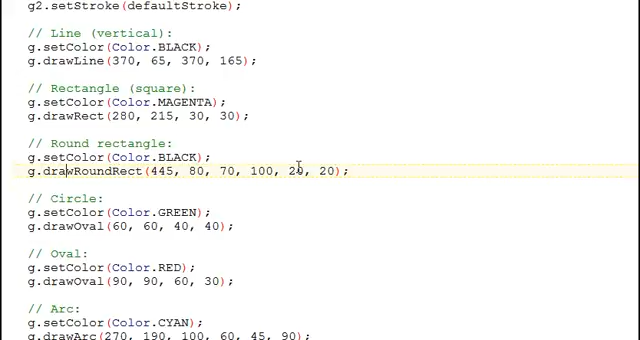 g2.setStroke(defaultStroke);
// Line (vertical):
g.setColor(Color.BLACK);
g.drawLine(370, 65, 370, 165);
// Rectangle (square):
g.setColor(Color.MAGENTA);
g.drawRect(280, 215, 30, 30);
// Round rectangle:
g.setColor(Color.BLACK);
g.drawRoundRect(445, 80, 70, 100, 20, 20);
// Circle:
g.setColor(Color.GREEN);
g.drawOval(60, 60, 40, 40);
// Oval:
g.setColor(Color.RED);
g.drawOval(90, 90, 60, 30);
// Arc:
g.setColor(Color.CYAN);
g.drawArc(270, 190, 100, 60, 45, 90);